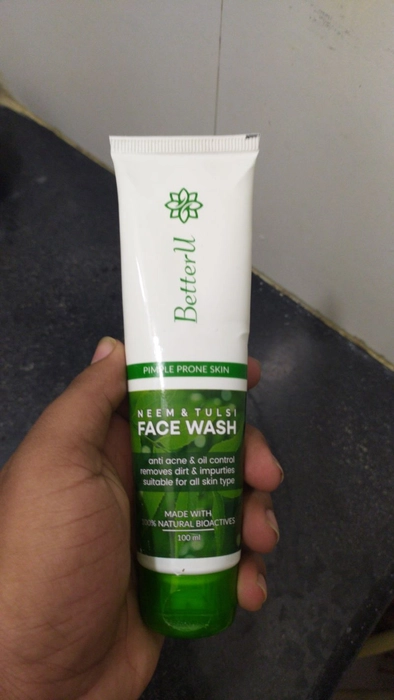 BetterU
PIMPLE PRONE SKIN
NEEM & TULSI
FACE WASH
anti acne & oil control
removes dirt & impurties
suitable for all skin type
MADE WITH
100% NATURAL BIOACTIVES
100 ml